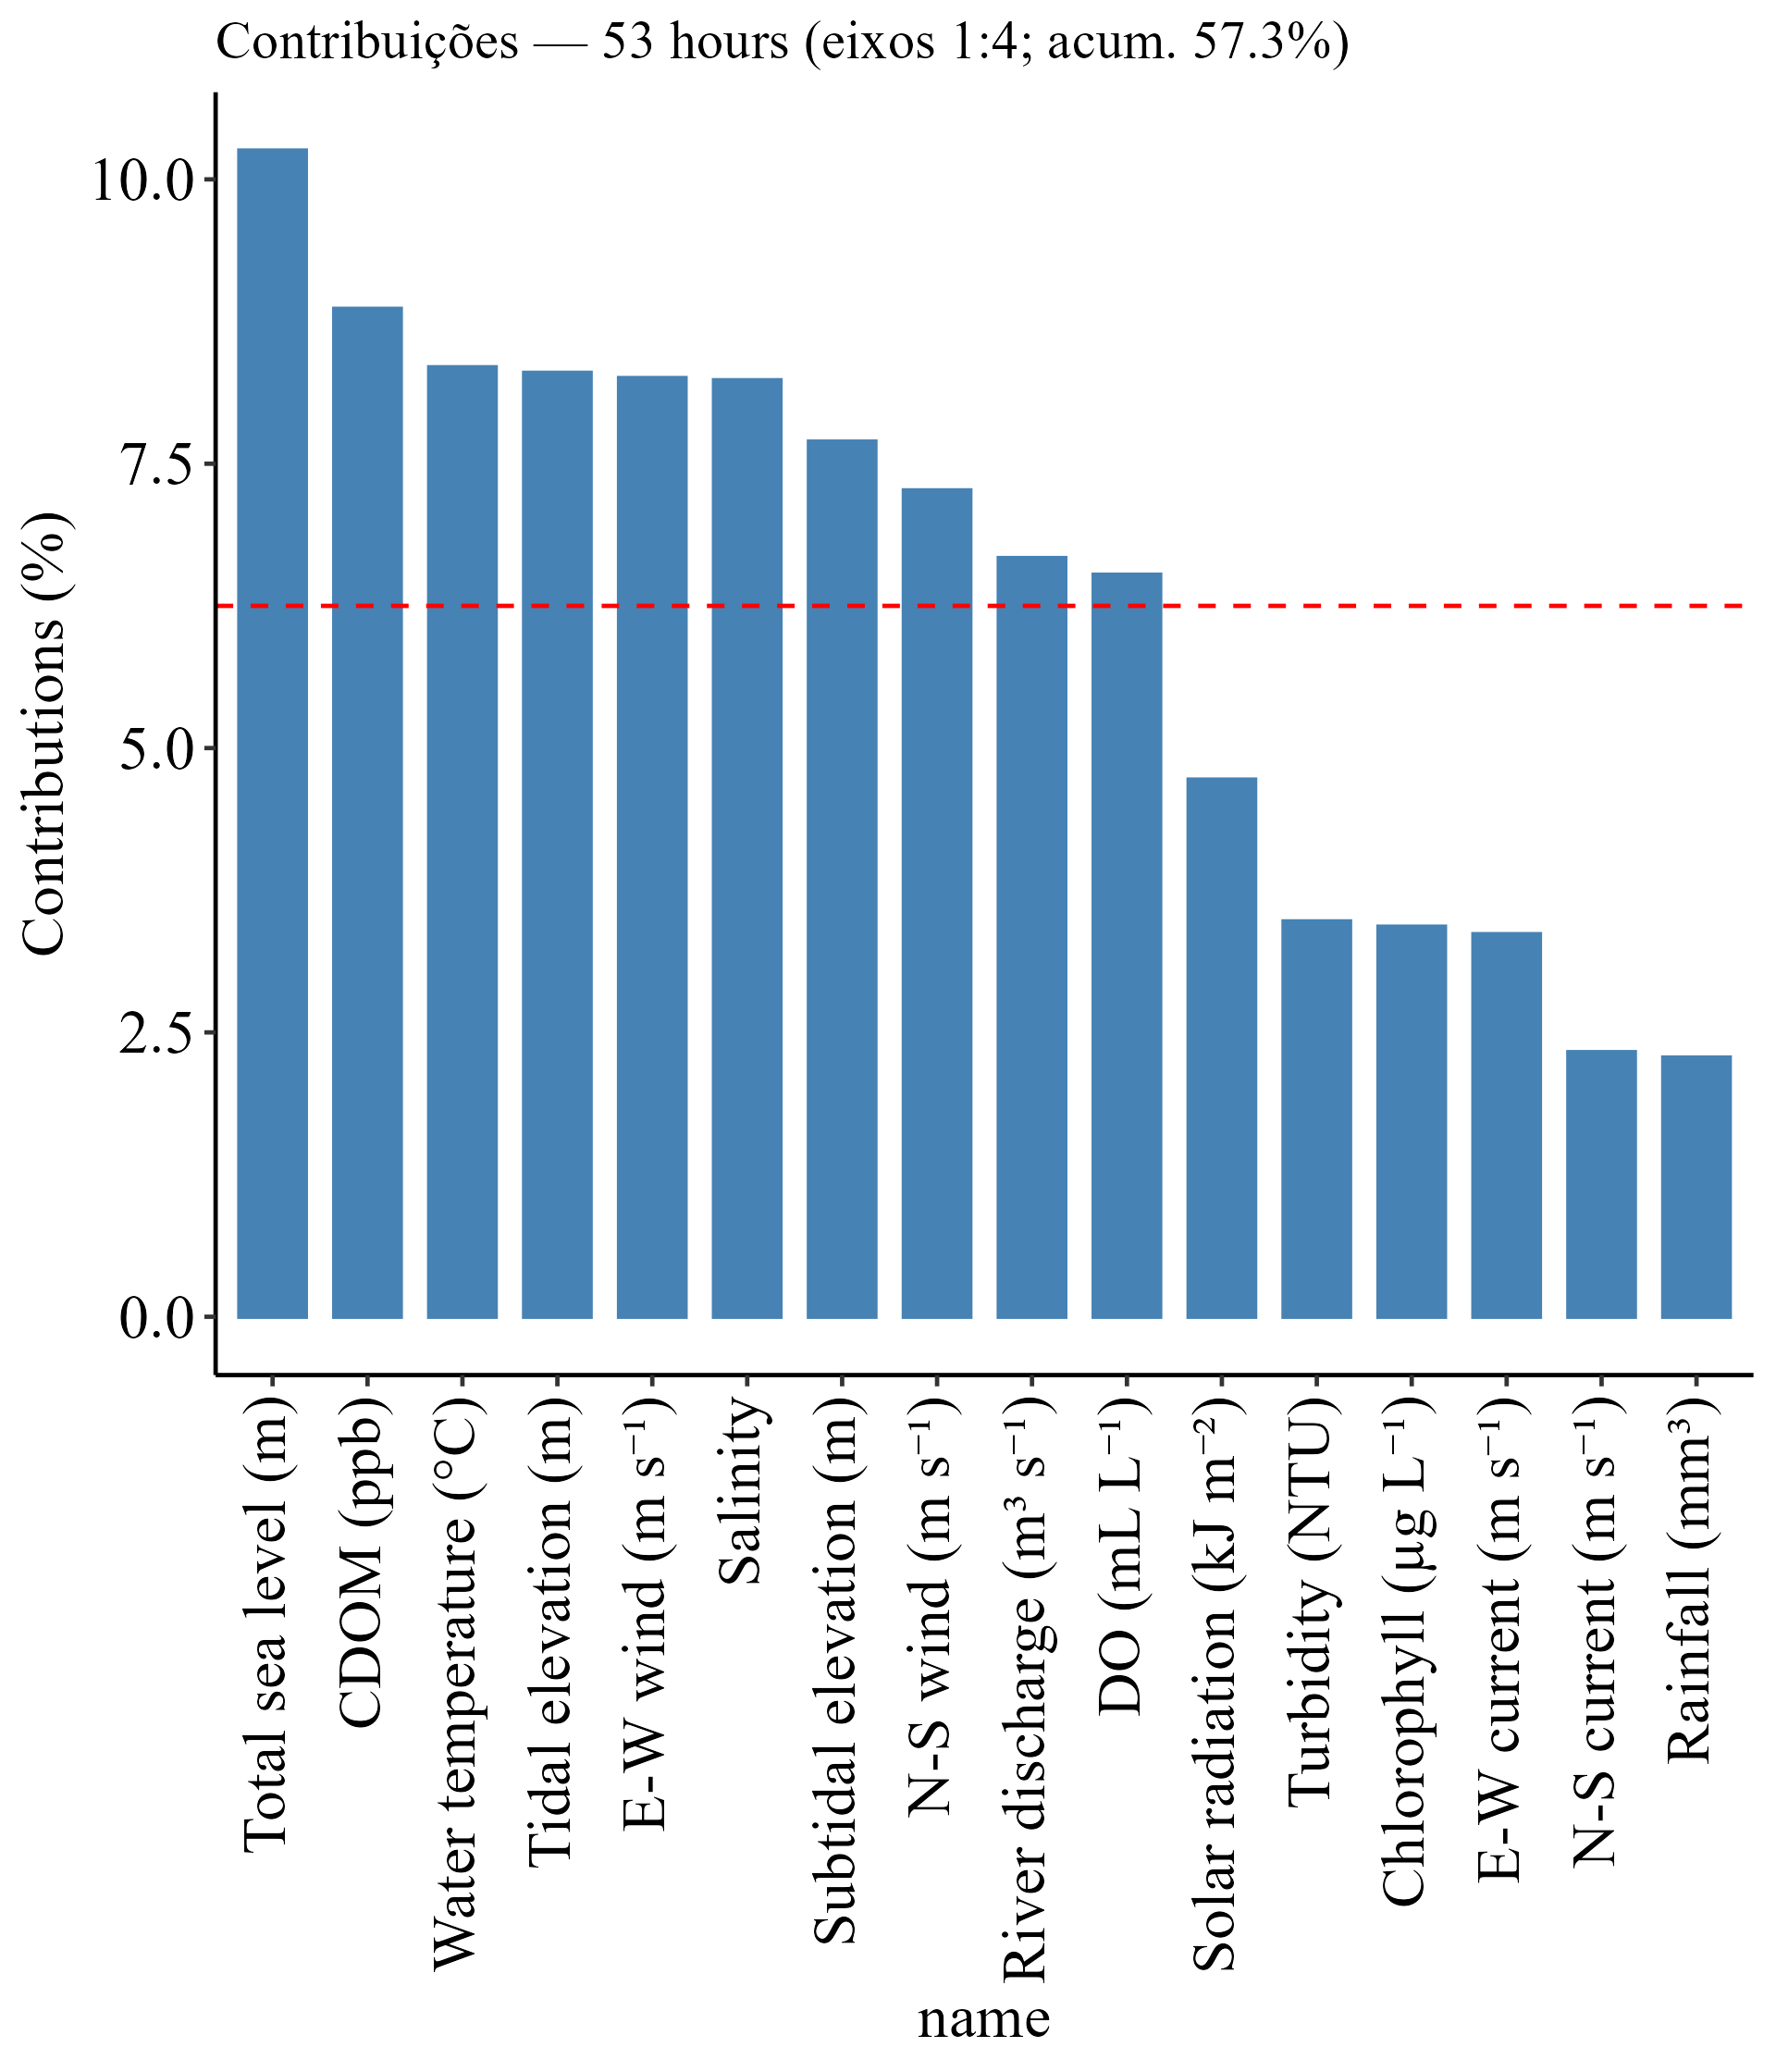 Contribuições — 53 hours (eixos 1:4; acum. 57.3%)
Contributions (%)
10.0
7.5
5.0
2.5
0.0
Total sea level (m)
CDOM (ppb)
Water temperature (°C)
Tidal elevation (m)
E-W wind (m s⁻¹)
Salinity
Subtidal elevation (m)
N-S wind (m s⁻¹)
River discharge (m³ s⁻¹)
DO (mL L⁻¹)
Solar radiation (kJ m⁻²)
Turbidity (NTU)
Chlorophyll (µg L⁻¹)
E-W current (m s⁻¹)
N-S current (m s⁻¹)
Rainfall (mm³)
name